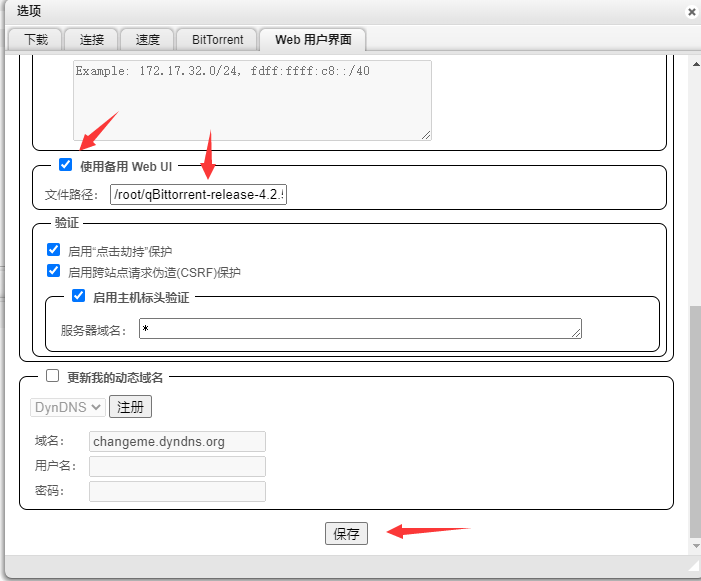 选项
下载 连接 速度 BitTorrent Web 用户界面
Example: 172.17.32.0/24, fdff:ffff:c8::/40
使用备用 Web UI
文件路径： /root/qBittorrent-release-4.2.5
验证
启用“点击劫持”保护
启用跨站点请求伪造(CSRF)保护
启用主机标头验证
服务器域名： *
更新我的动态域名
DynDNS 注册
域名： changeme.dyndns.org
用户名：
密码：
保存